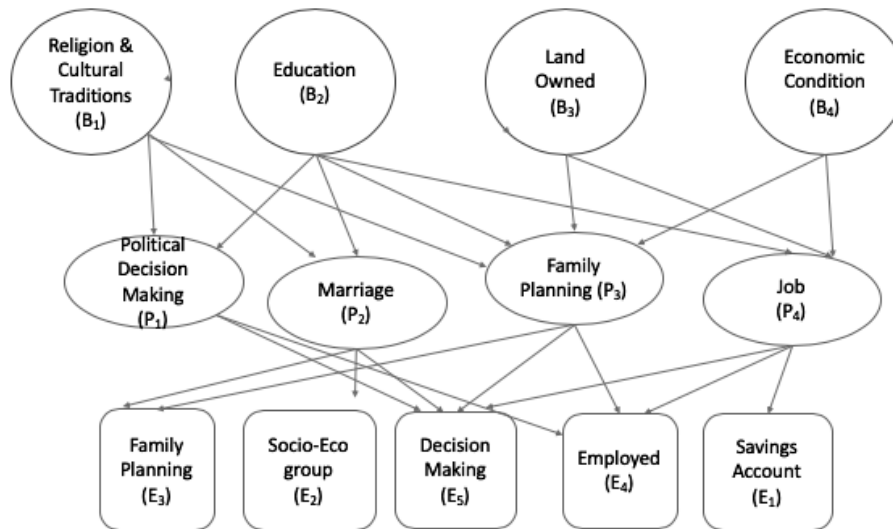 Religion &
Cultural
Traditions
(B₁)
Education
(B₂)
Land
Owned
(B₃)
Economic
Condition
(B₄)
Political
Decision
Making
(P₁)
Marriage
(P₂)
Family
Planning (P₃)
Job
(P₄)
Family
Planning
(E₃)
Socio-Eco
group
(E₂)
Decision
Making
(E₅)
Employed
(E₄)
Savings
Account
(E₁)